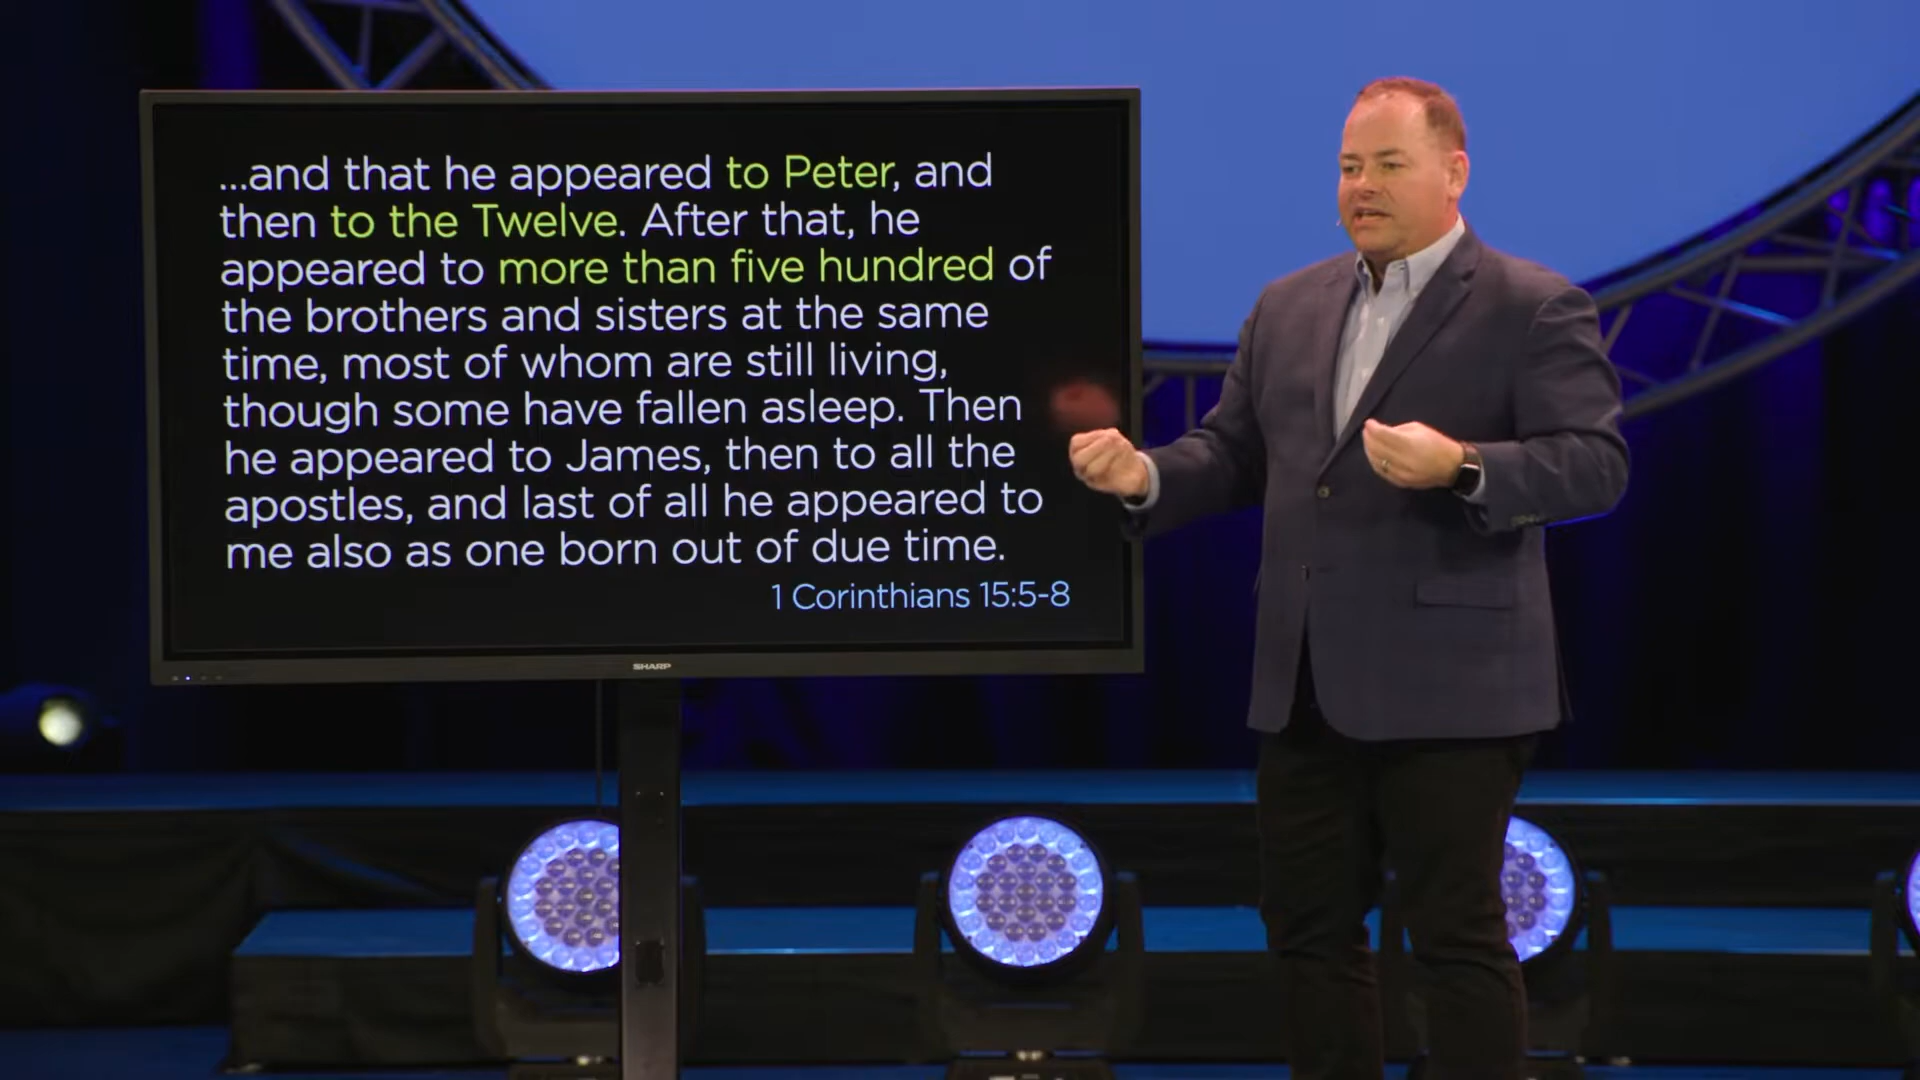 ...and that he appeared to Peter, and
then to the Twelve. After that, he
appeared to more than five hundred of
the brothers and sisters at the same
time, most of whom are still living,
though some have fallen asleep. Then
he appeared to James, then to all the
apostles, and last of all he appeared to
me also as one born out of due time.
1 Corinthians 15:5-8
SHARP